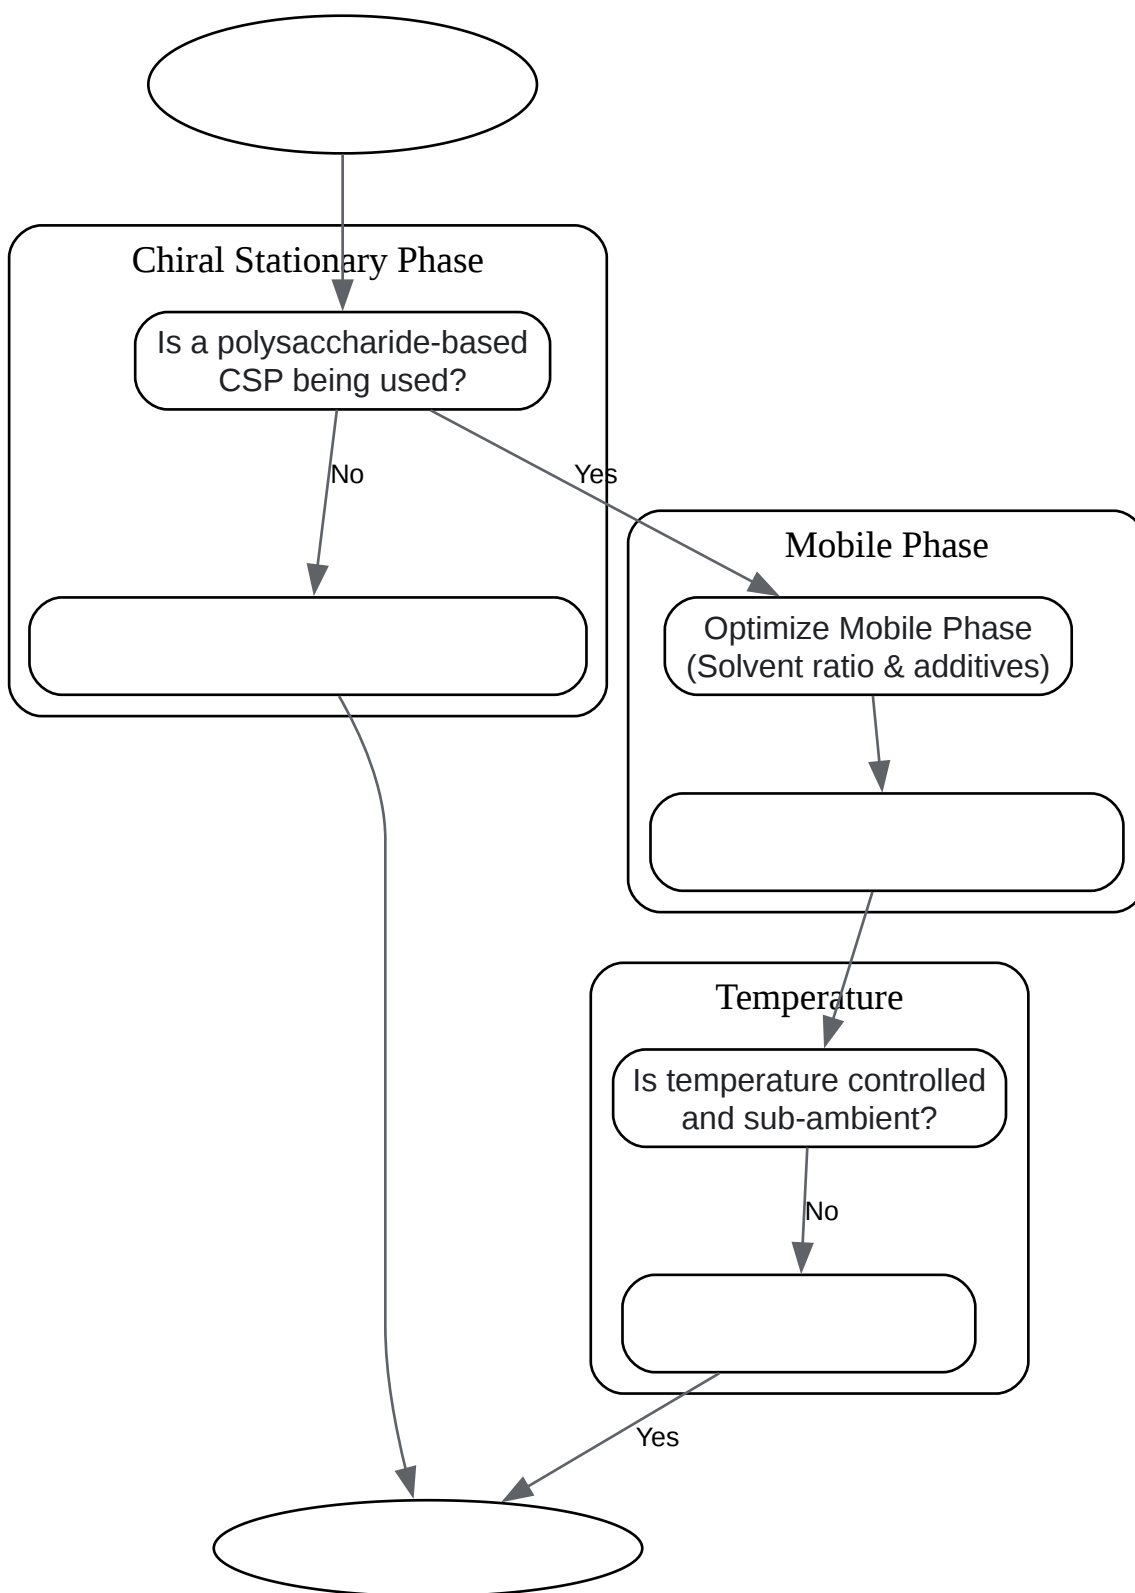 Chiral Stationary Phase
Is a polysaccharide-based
CSP being used?
No
Yes
Mobile Phase
Optimize Mobile Phase
(Solvent ratio & additives)
Temperature
Is temperature controlled
and sub-ambient?
No
Yes